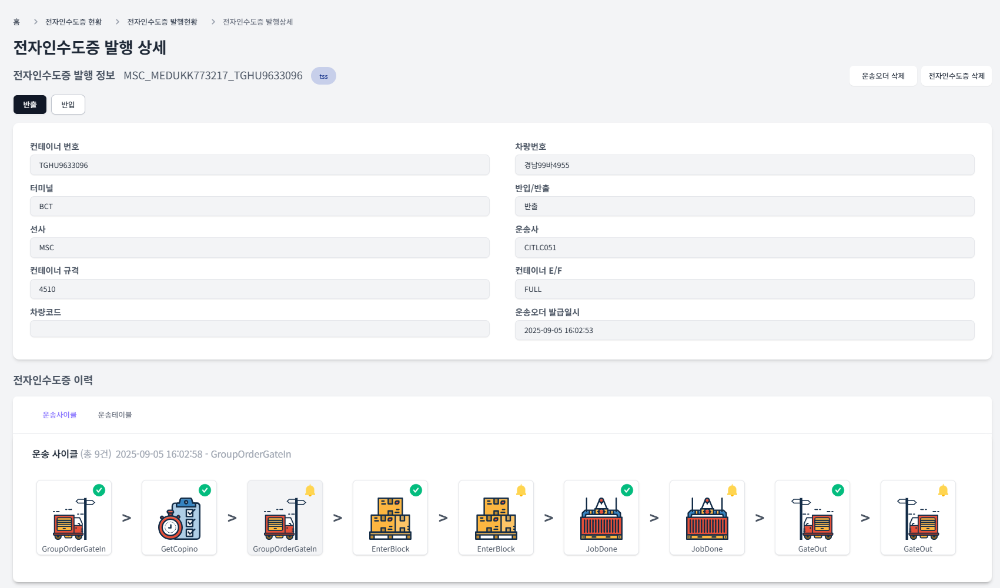 홈 > 전자인수도증 현황 > 전자인수도증 발행현황 > 전자인수도증 발행상세
전자인수도증 발행 상세
전자인수도증 발행 정보 MSC_MEDUKK773217_TGHU9633096 tss
운송오더 삭제 전자인수도증 삭제
반출 반입
컨테이너 번호 차량번호
TGHU9633096 경남99바4955
터미널 반입/반출
BCT 반출
선사 운송사
MSC CITLC051
컨테이너 규격 컨테이너 E/F
4510 FULL
차량코드 운송오더 발급일시
2025-09-05 16:02:53
전자인수도증 이력
운송사이클 운송테이블
운송 사이클 (총 9건) 2025-09-05 16:02:58 - GroupOrderGateIn
GroupOrderGateIn > GetCopino > GroupOrderGateIn > EnterBlock > EnterBlock > JobDone > JobDone > GateOut > GateOut